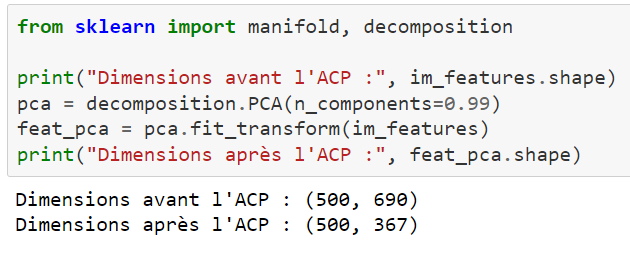 from sklearn import manifold, decomposition
print("Dimensions avant l'ACP :", im_features.shape)
pca = decomposition.PCA(n_components=0.99)
feat_pca = pca.fit_transform(im_features)
print("Dimensions après l'ACP :", feat_pca.shape)
Dimensions avant l'ACP : (500, 690)
Dimensions après l'ACP : (500, 367)